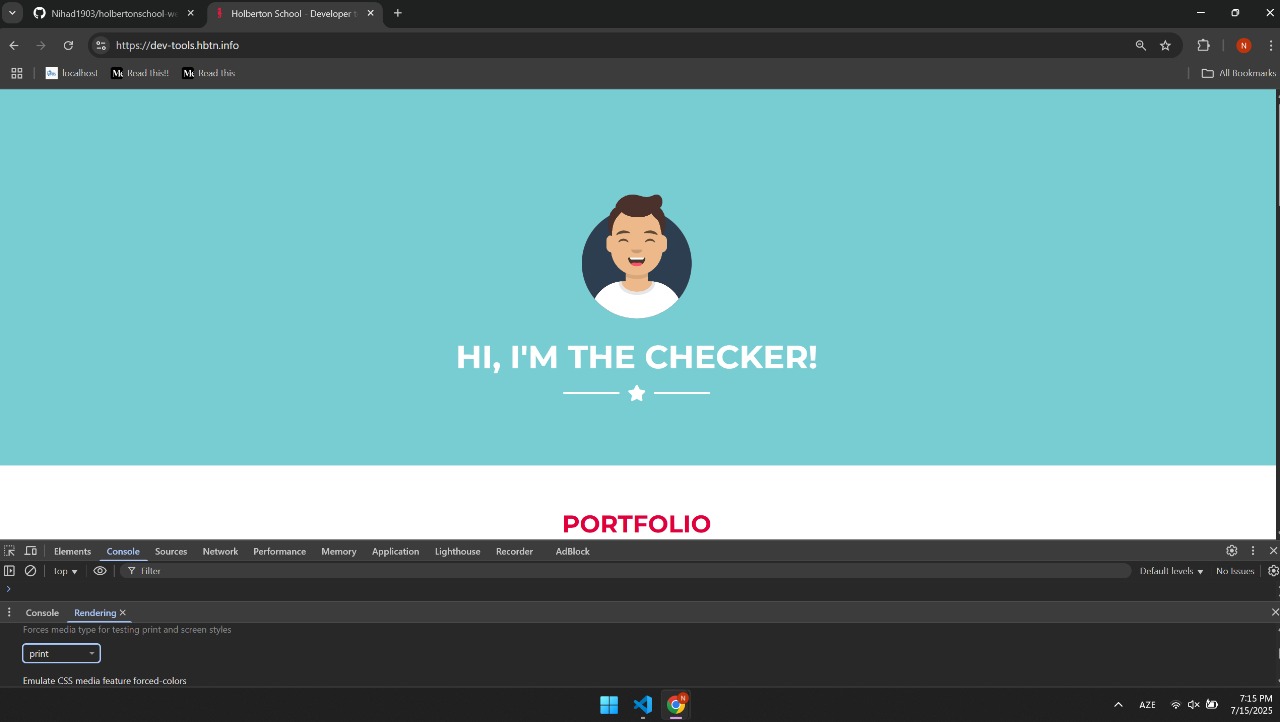 Nihad1903/holbertonschool-we
Holberton School - Developer t
https://dev-tools.hbtn.info
N
localhost
Read this!!
Read this
All Bookmarks
HI, I'M THE CHECKER!
PORTFOLIO
Elements Console Sources Network Performance Memory Application Lighthouse Recorder AdBlock
top Filter Default levels No Issues
Console Rendering
Forces media type for testing print and screen styles
print
Emulate CSS media feature forced-colors
N
AZE
7:15 PM
7/15/2025